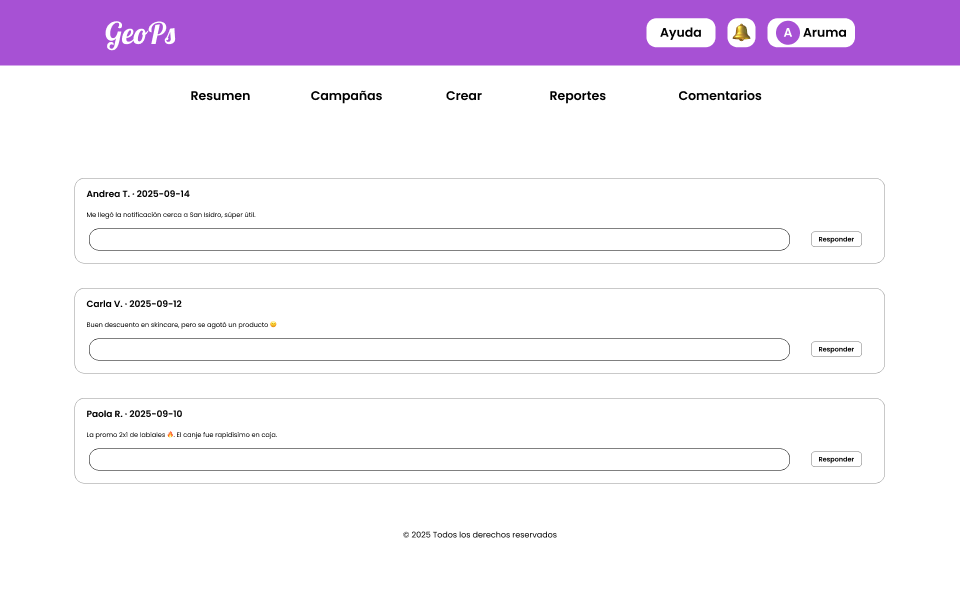 GeoPs
Ayuda
A Aruma
Resumen Campañas Crear Reportes Comentarios
Andrea T. · 2025-09-14
Me llegó la notificación cerca a San Isidro, súper útil.
Responder
Carla V. · 2025-09-12
Buen descuento en skincare, pero se agotó un producto 😅
Responder
Paola R. · 2025-09-10
La promo 2x1 de labiales 🔥. El canje fue rapidísimo en caja.
Responder
© 2025 Todos los derechos reservados